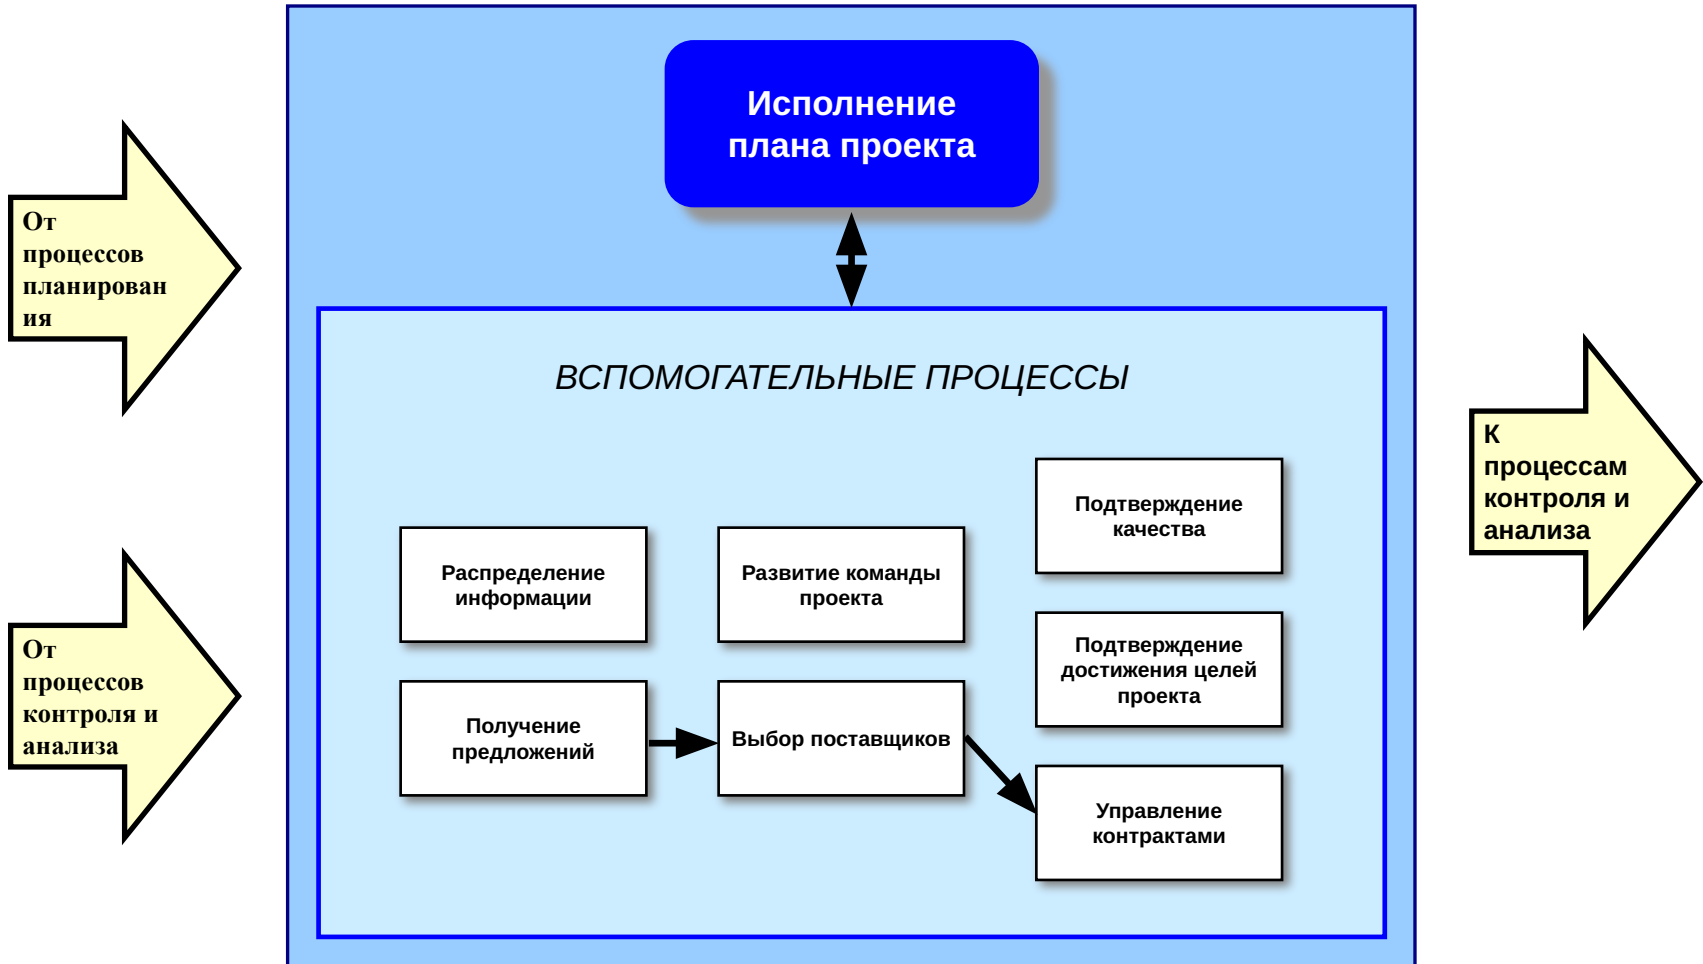 Исполнение
плана проекта
От
процессов
планирован
ия
ВСПОМОГАТЕЛЬНЫЕ ПРОЦЕССЫ
К
процессам
контроля и
анализа
Подтверждение
качества
Распределение
информации
Развитие команды
проекта
Подтверждение
достижения целей
проекта
От
процессов
контроля и
анализа
Получение
предложений
Выбор поставщиков
Управление
контрактами